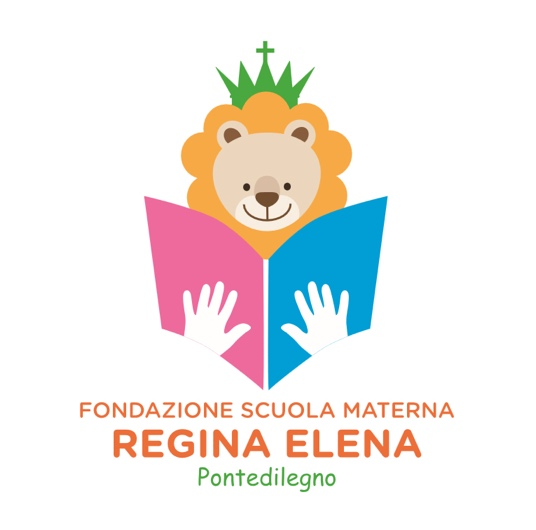 FONDAZIONE SCUOLA MATERNA
REGINA ELENA
Pontedilegno